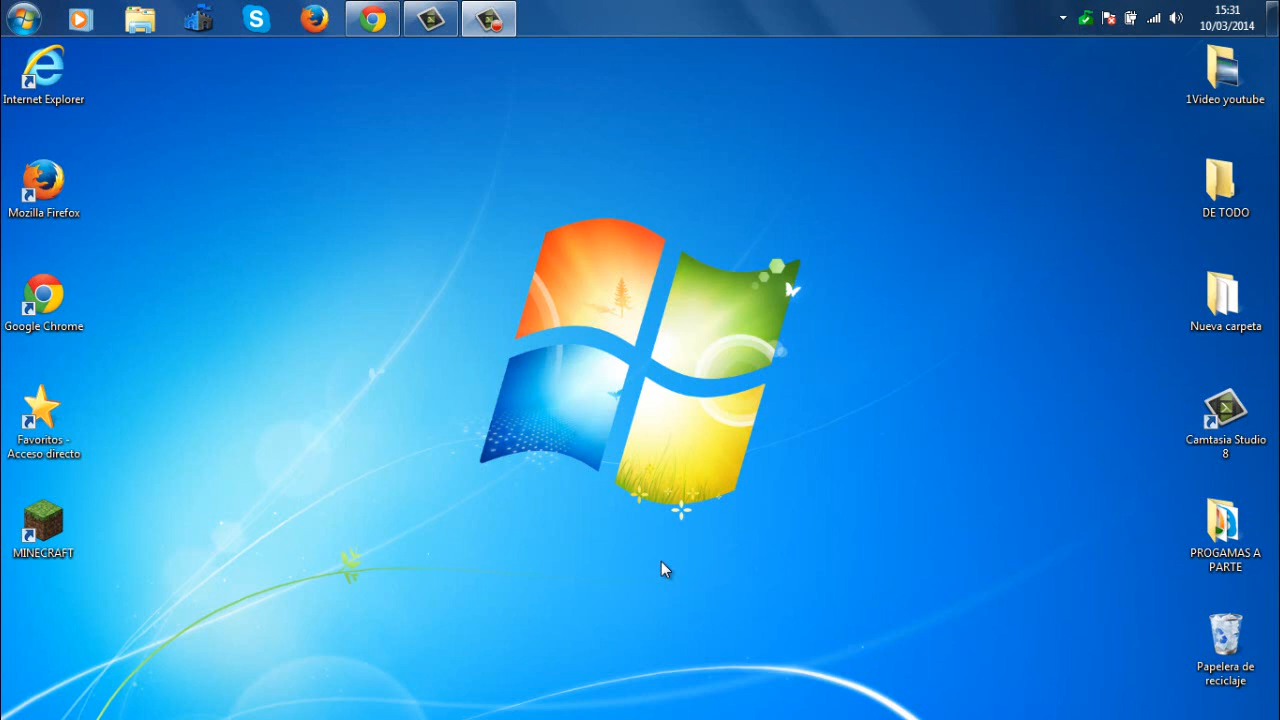 15:31
10/03/2014
Internet Explorer
1Video youtube
Mozilla Firefox
DE TODO
Google Chrome
Nueva carpeta
Favoritos -
Acceso directo
Camtasia Studio
8
MINECRAFT
PROGAMAS A
PARTE
Papelera de
reciclaje